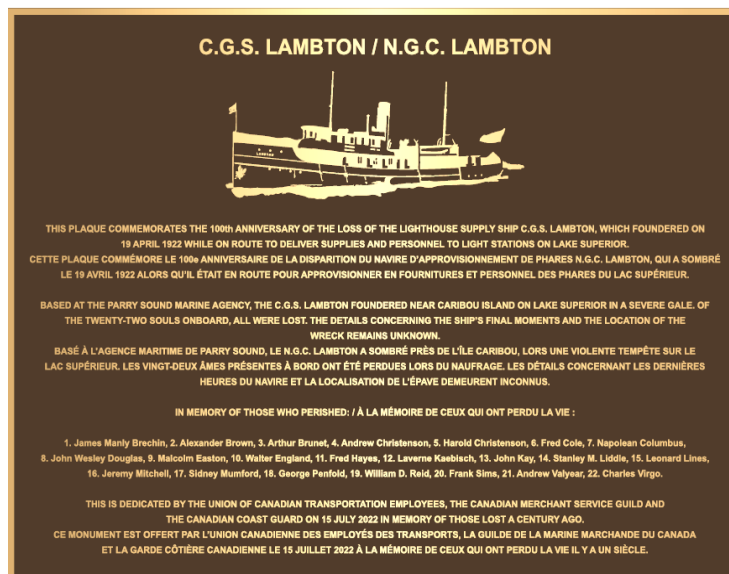 C.G.S. LAMBTON / N.G.C. LAMBTON
LAMBTON
THIS PLAQUE COMMEMORATES THE 100th ANNIVERSARY OF THE LOSS OF THE LIGHTHOUSE SUPPLY SHIP C.G.S. LAMBTON, WHICH FOUNDERED ON
19 APRIL 1922 WHILE ON ROUTE TO DELIVER SUPPLIES AND PERSONNEL TO LIGHT STATIONS ON LAKE SUPERIOR.
CETTE PLAQUE COMMÉMORE LE 100e ANNIVERSAIRE DE LA DISPARITION DU NAVIRE D'APPROVISIONNEMENT DE PHARES N.G.C. LAMBTON, QUI A SOMBRÉ
LE 19 AVRIL 1922 ALORS QU'IL ÉTAIT EN ROUTE POUR APPROVISIONNER EN FOURNITURES ET PERSONNEL DES PHARES DU LAC SUPÉRIEUR.
BASED AT THE PARRY SOUND MARINE AGENCY, THE C.G.S. LAMBTON FOUNDERED NEAR CARIBOU ISLAND ON LAKE SUPERIOR IN A SEVERE GALE. OF
THE TWENTY-TWO SOULS ONBOARD, ALL WERE LOST. THE DETAILS CONCERNING THE SHIP'S FINAL MOMENTS AND THE LOCATION OF THE
WRECK REMAINS UNKNOWN.
BASÉ À L'AGENCE MARITIME DE PARRY SOUND, LE N.G.C. LAMBTON A SOMBRÉ PRÈS DE L'ÎLE CARIBOU, LORS UNE VIOLENTE TEMPÊTE SUR LE
LAC SUPÉRIEUR. LES VINGT-DEUX ÂMES PRÉSENTES À BORD ONT ÉTÉ PERDUES LORS DU NAUFRAGE. LES DÉTAILS CONCERNANT LES DERNIÈRES
HEURES DU NAVIRE ET LA LOCALISATION DE L'ÉPAVE DEMEURENT INCONNUS.
IN MEMORY OF THOSE WHO PERISHED: / À LA MÉMOIRE DE CEUX QUI ONT PERDU LA VIE :
1. James Manly Brechin, 2. Alexander Brown, 3. Arthur Brunet, 4. Andrew Christenson, 5. Harold Christenson, 6. Fred Cole, 7. Napolean Columbus,
8. John Wesley Douglas, 9. Malcolm Easton, 10. Walter England, 11. Fred Hayes, 12. Laverne Kaebisch, 13. John Kay, 14. Stanley M. Liddle, 15. Leonard Lines,
16. Jeremy Mitchell, 17. Sidney Mumford, 18. George Penfold, 19. William D. Reid, 20. Frank Sims, 21. Andrew Valyear, 22. Charles Virgo.
THIS IS DEDICATED BY THE UNION OF CANADIAN TRANSPORTATION EMPLOYEES, THE CANADIAN MERCHANT SERVICE GUILD AND
THE CANADIAN COAST GUARD ON 15 JULY 2022 IN MEMORY OF THOSE LOST A CENTURY AGO.
CE MONUMENT EST OFFERT PAR L'UNION CANADIENNE DES EMPLOYÉS DES TRANSPORTS, LA GUILDE DE LA MARINE MARCHANDE DU CANADA
ET LA GARDE CÔTIÈRE CANADIENNE LE 15 JUILLET 2022 À LA MÉMOIRE DE CEUX QUI ONT PERDU LA VIE IL Y A UN SIÈCLE.